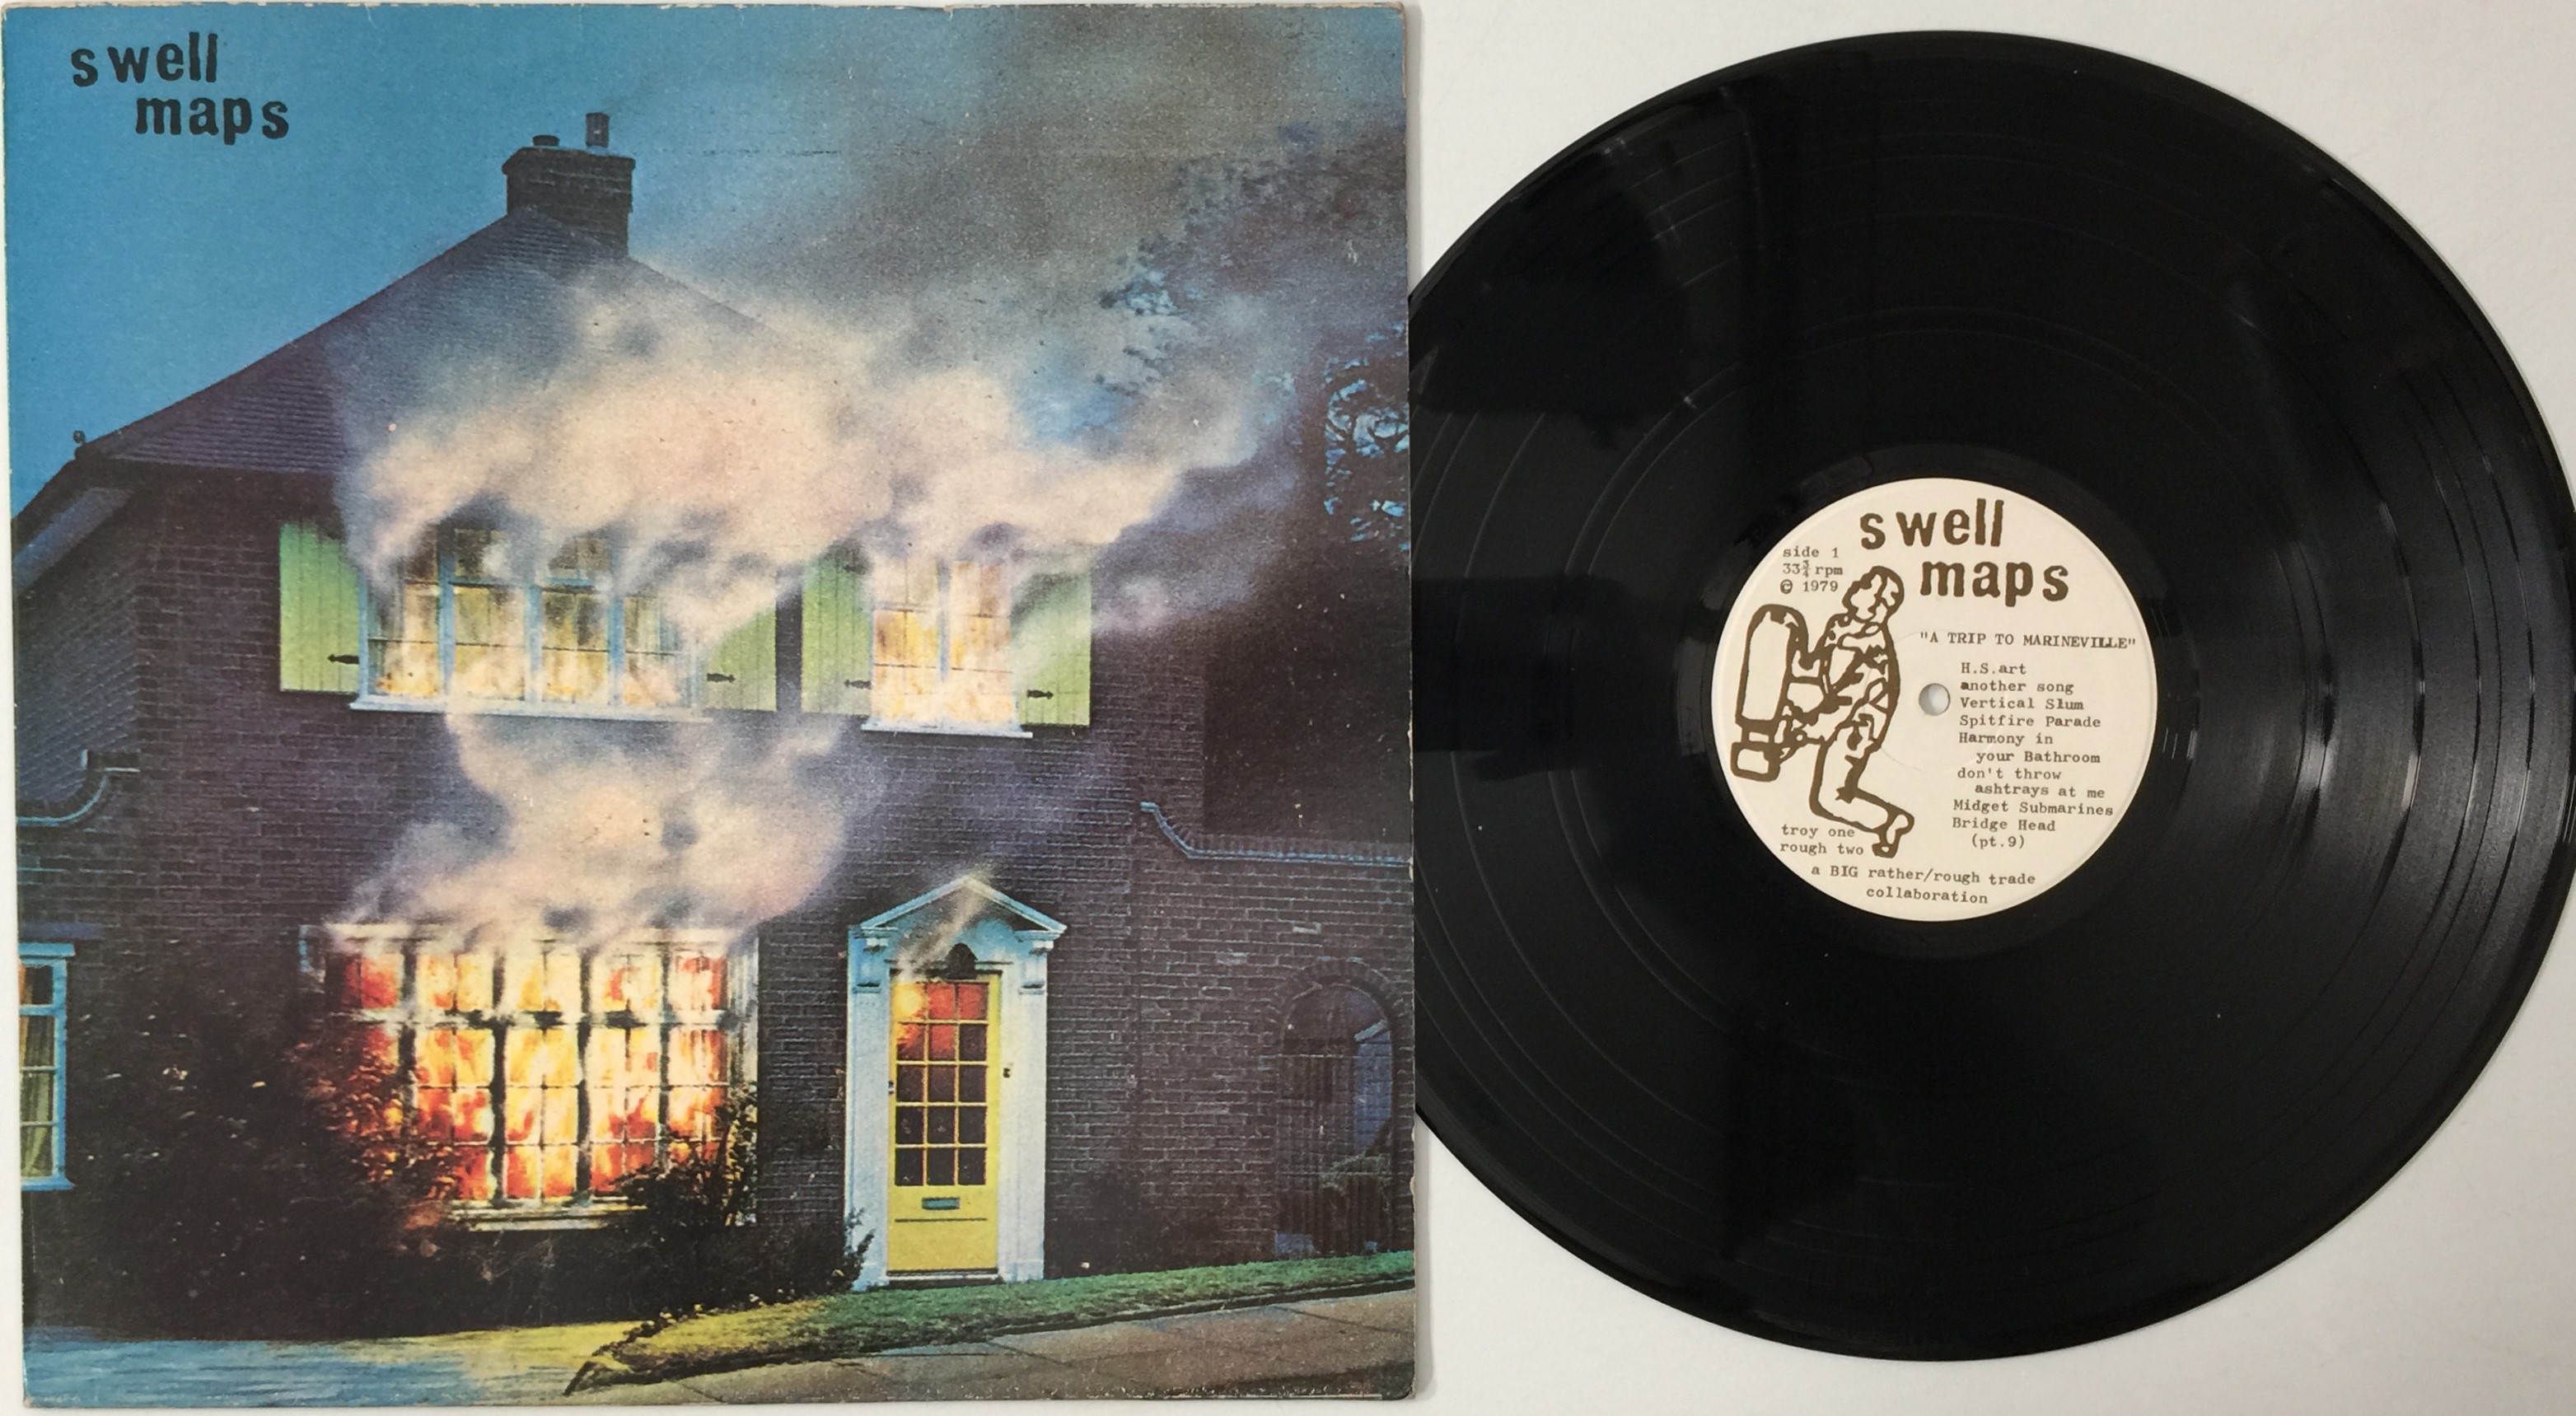 swell
maps
swell
maps
side 1
33¾ rpm
© 1979
"A TRIP TO MARINEVILLE"
H.S.art
another song
Vertical Slum
Spitfire Parade
Harmony in
your Bathroom
don't throw
ashtrays at me
Midget Submarines
Bridge Head
(pt.9)
troy one
rough two
a BIG rather/rough trade
collaboration